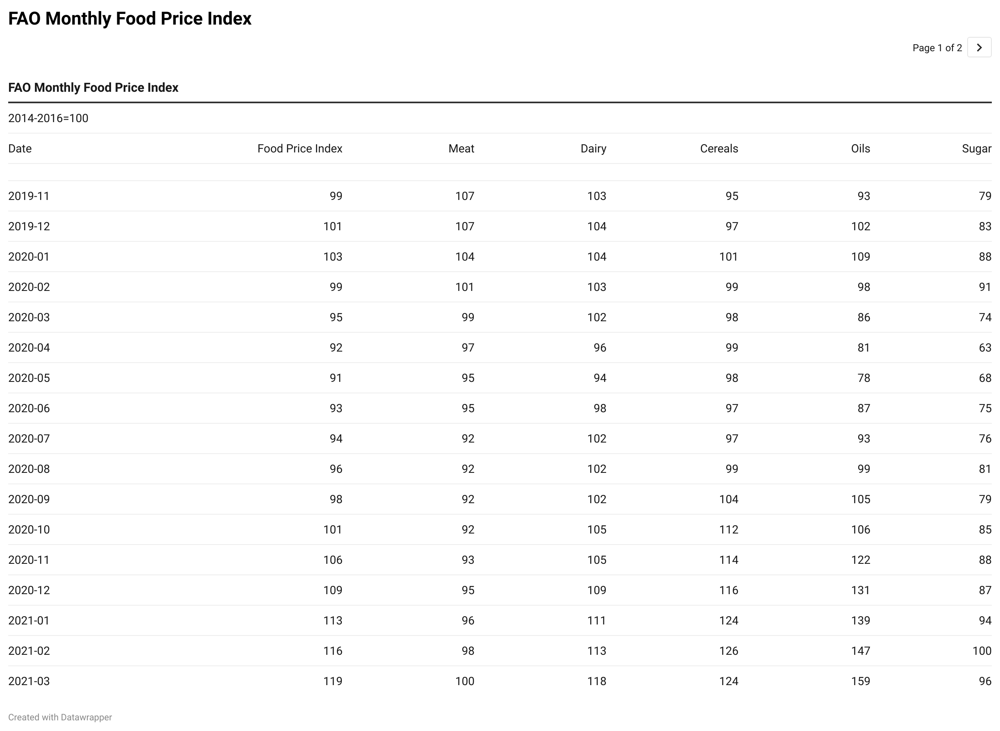 FAO Monthly Food Price Index
Page 1 of 2
FAO Monthly Food Price Index
2014-2016=100
Date Food Price Index Meat Dairy Cereals Oils Sugar
2019-11 99 107 103 95 93 79
2019-12 101 107 104 97 102 83
2020-01 103 104 104 101 109 88
2020-02 99 101 103 99 98 91
2020-03 95 99 102 98 86 74
2020-04 92 97 96 99 81 63
2020-05 91 95 94 98 78 68
2020-06 93 95 98 97 87 75
2020-07 94 92 102 97 93 76
2020-08 96 92 102 99 99 81
2020-09 98 92 102 104 105 79
2020-10 101 92 105 112 106 85
2020-11 106 93 105 114 122 88
2020-12 109 95 109 116 131 87
2021-01 113 96 111 124 139 94
2021-02 116 98 113 126 147 100
2021-03 119 100 118 124 159 96
Created with Datawrapper